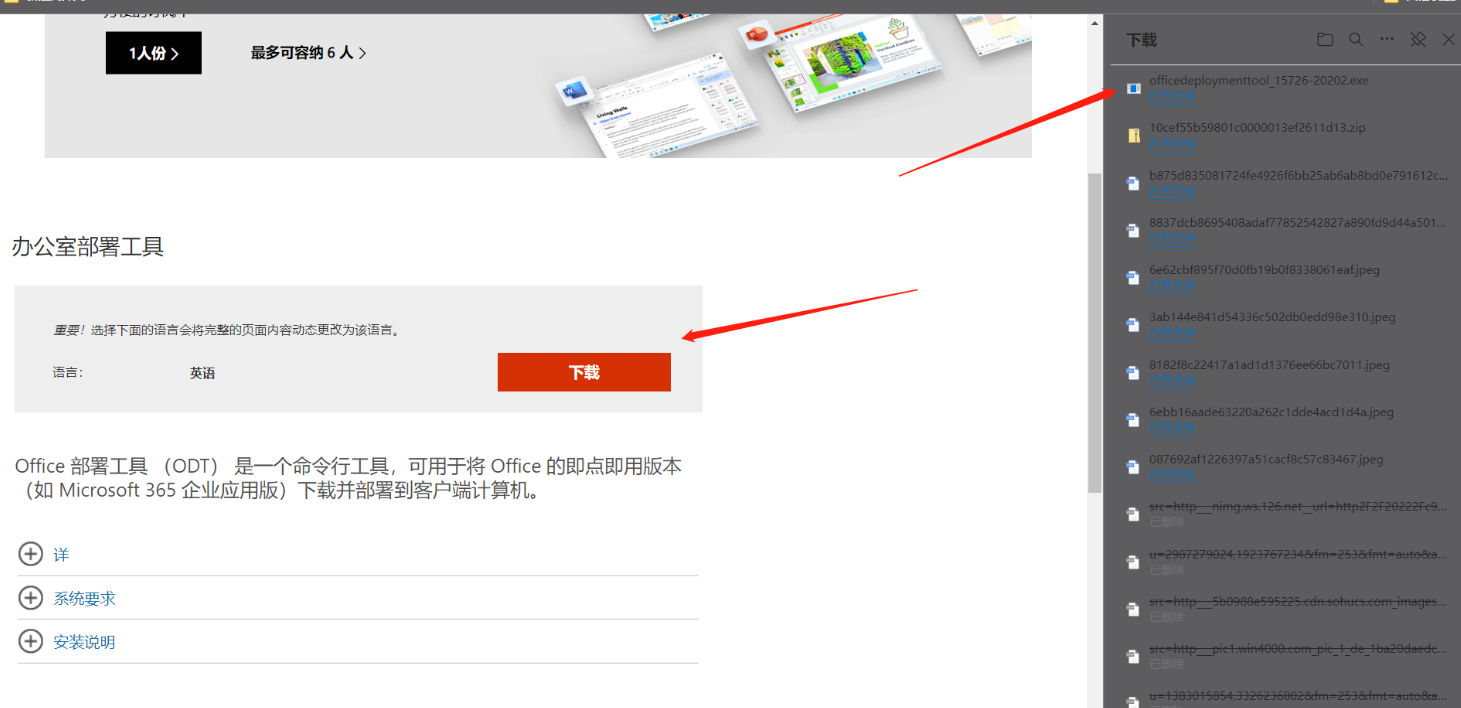 1人份
最多可容纳 6 人
Living Walls
办公室部署工具
重要! 选择下面的语言会将完整的页面内容动态更改为该语言。
语言:
英语
下载
Office 部署工具 （ODT） 是一个命令行工具，可用于将 Office 的即点即用版本
（如 Microsoft 365 企业应用版）下载并部署到客户端计算机。
详
系统要求
安装说明
下载
officedeploymenttool_15726-20202.exe
打开文件
10cef55b59801c0000013ef2611d13.zip
打开文件
b875d835081724fe4926f6bb25ab6ab8bd0e791612c...
打开文件
8837dcb8695408adaf77852542827a890fd9d44a501...
打开文件
6e62cbf895f70d0fb19b0f8338061eaf.jpeg
打开文件
3ab144e841d54336c502db0edd98e310.jpeg
打开文件
8182f8c22417a1ad1d1376ee66bc7011.jpeg
打开文件
6ebb16aade63220a262c1dde4acd1d4a.jpeg
打开文件
087692af1226397a51cacf8c57c83467.jpeg
打开文件
src=http___nimg.ws.126.net__url=http2F2F20222Fc9...
已删除
u=2987279024,1923767234&fm=253&fmt=auto&a...
已删除
src=http___5b0988e595225.cdn.sohucs.com_images...
已删除
src=http___pic1.win4000.com_pic_1_de_1ba20daedc...
已删除
u=1383015854,3326236802&fm=253&fmt=auto&a...